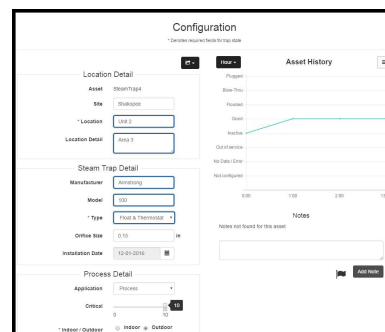 Configuration
* Denotes required fields for trap state
Location Detail
Asset SteamTrap4
Site Shakopee
* Location Unit 2
Location Detail Area 3
Steam Trap Detail
Manufacturer Armstrong
Model 100
* Type Float & Thermostat
Orifice Size 0.15 in
Installation Date 12-01-2016
Process Detail
Application Process
Critical 10
0 10
* Indoor / Outdoor Indoor Outdoor
Hour Asset History
Plugged
Blow-Thru
Flooded
Good
Inactive
Out of service
No Data / Error
Not configured
0:00 1:00 2:00
Notes
Notes not found for this asset
Add Note